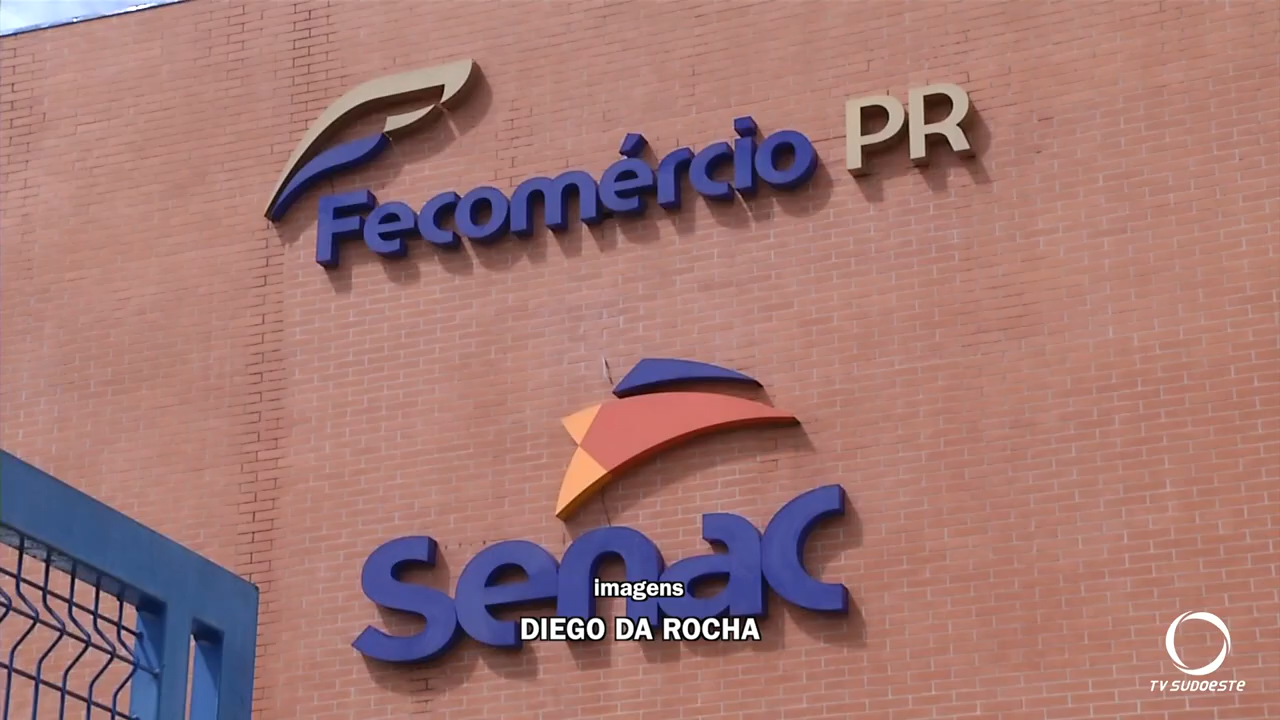 Fecomércio PR
senac
imagens
DIEGO DA ROCHA
TV SUDOESTE